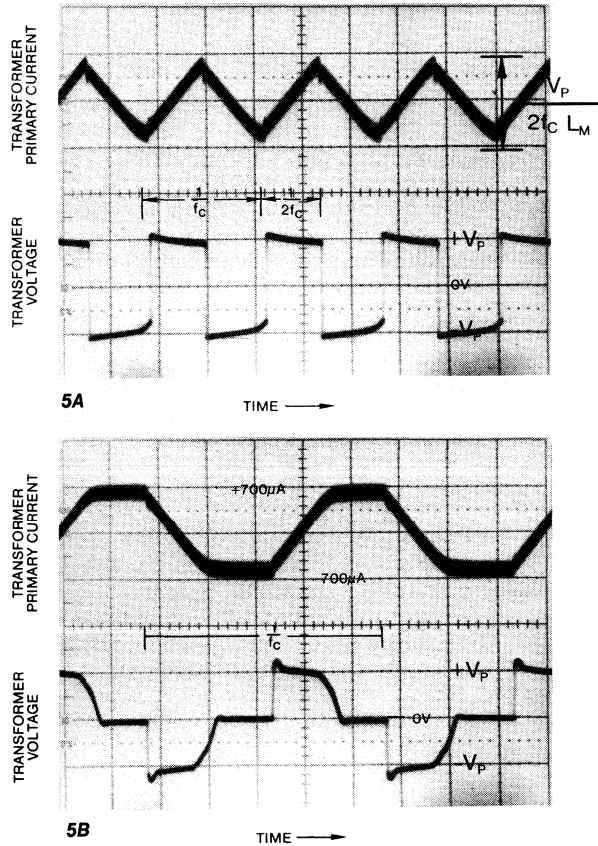 TRANSFORMER
PRIMARY CURRENT
V_P
2f_C L_M
1
f_C
1
2f_C
TRANSFORMER
VOLTAGE
+V_P
0V
-V_P
5A
TIME
TRANSFORMER
PRIMARY CURRENT
+700µA
-700µA
1
f_C
TRANSFORMER
VOLTAGE
+V_P
0V
-V_P
5B
TIME